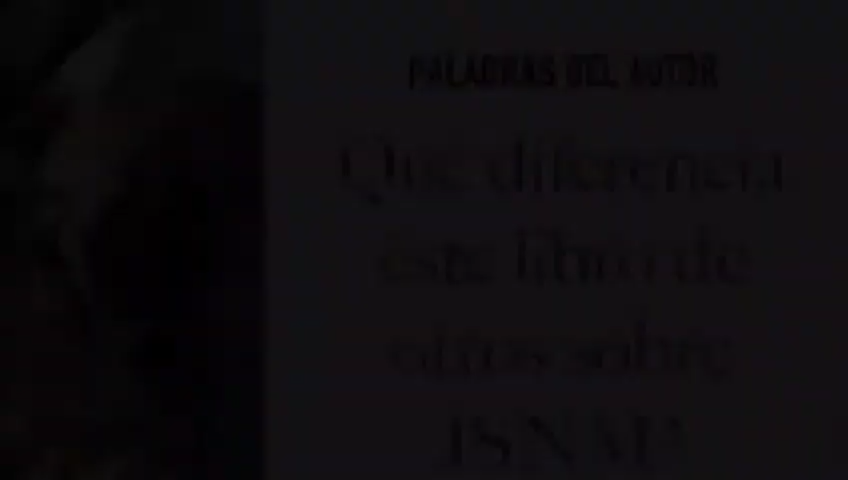 PALABRAS DEL AUTOR
Qué diferencia
este libro de
otros sobre